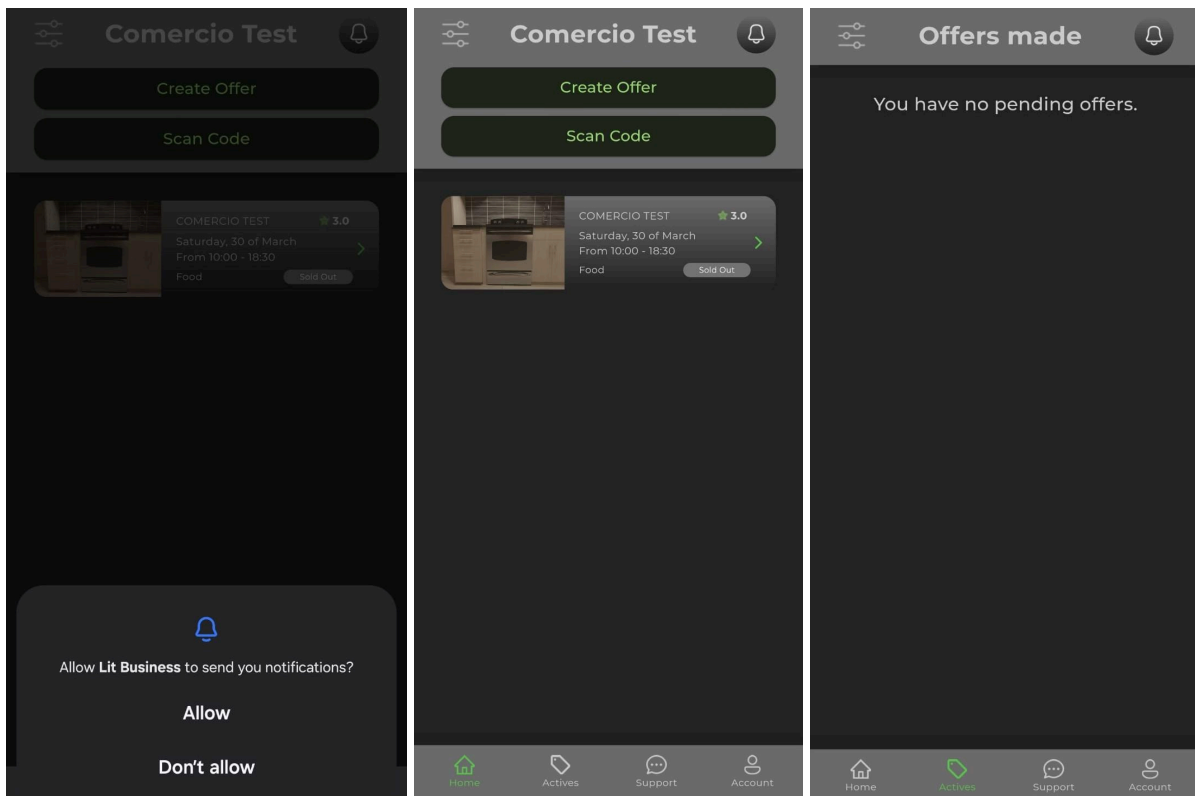 Comercio Test
Create Offer
Scan Code
COMERCIO TEST
3.0
Saturday, 30 of March
From 10:00 - 18:30
Food
Sold Out
Allow Lit Business to send you notifications?
Allow
Don't allow
Comercio Test
Create Offer
Scan Code
COMERCIO TEST
3.0
Saturday, 30 of March
From 10:00 - 18:30
Food
Sold Out
Home
Actives
Support
Account
Offers made
You have no pending offers.
Home
Actives
Support
Account